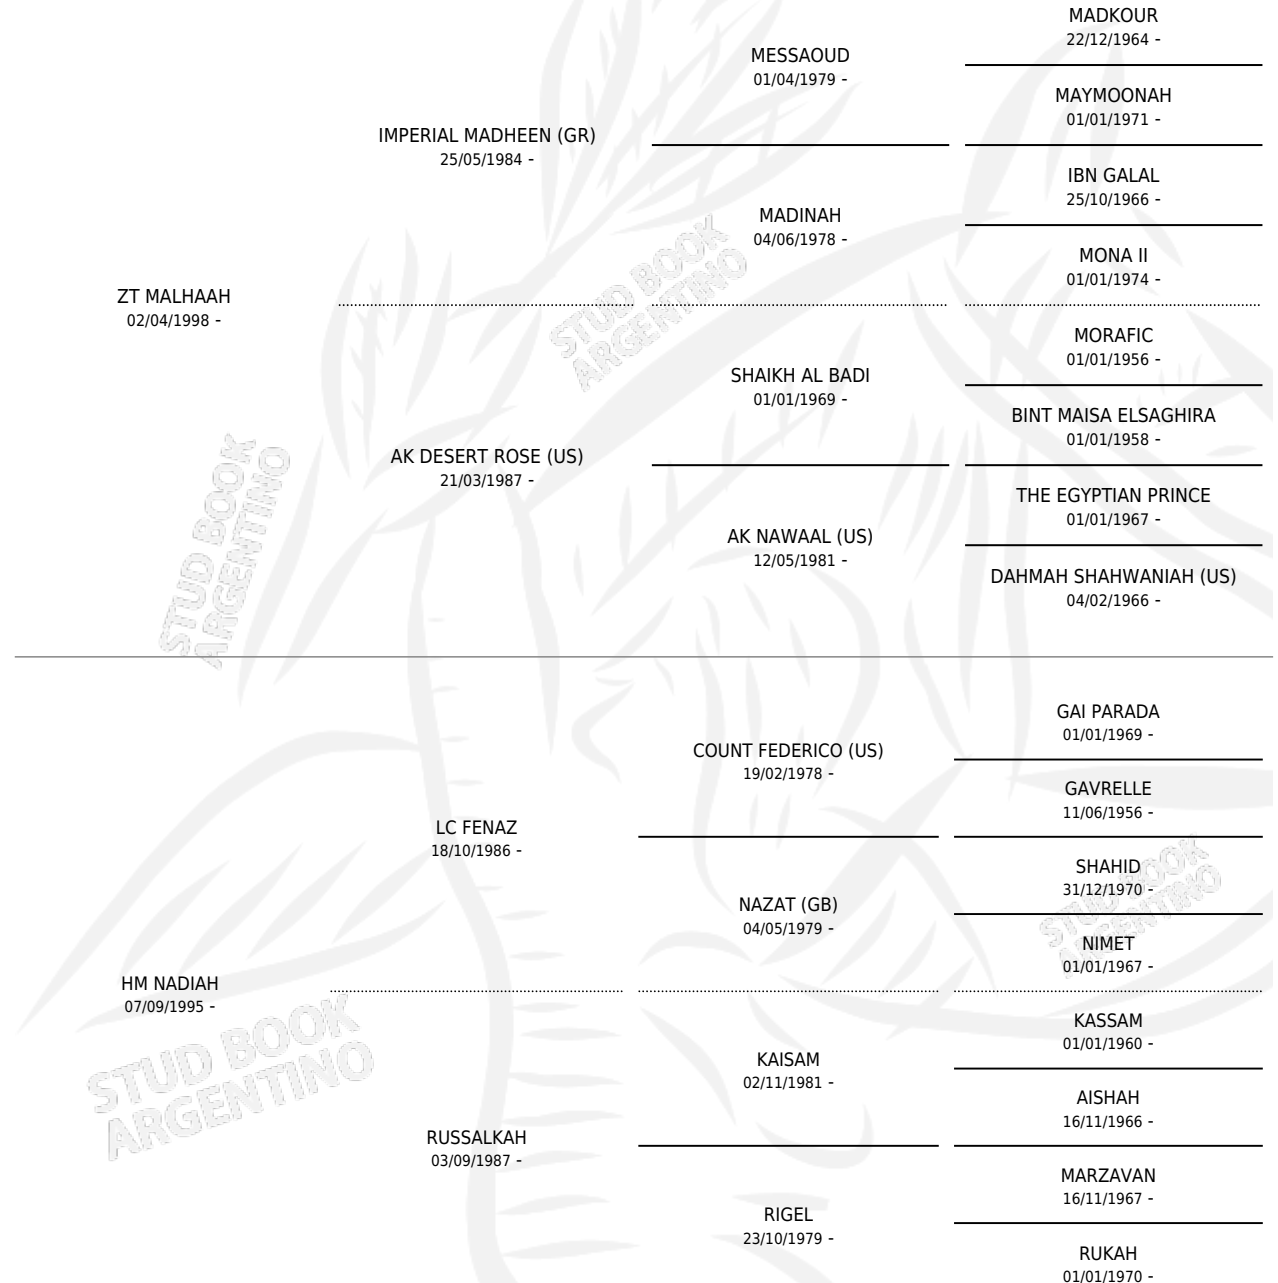 MADKOUR
22/12/1964 -
MESSAOUD
01/04/1979 -
MAYMOONAH
01/01/1971 -
IMPERIAL MADHEEN (GR)
25/05/1984 -
IBN GALAL
25/10/1966 -
MADINAH
04/06/1978 -
MONA II
01/01/1974 -
ZT MALHAAH
02/04/1998 -
MORAFIC
01/01/1956 -
SHAIKH AL BADI
01/01/1969 -
BINT MAISA ELSAGHIRA
01/01/1958 -
AK DESERT ROSE (US)
21/03/1987 -
THE EGYPTIAN PRINCE
01/01/1967 -
AK NAWAAL (US)
12/05/1981 -
DAHMAH SHAHWANIAH (US)
04/02/1966 -
STUD BOOK
ARGENTINO
STUD BOOK
ARGENTINO
GAI PARADA
01/01/1969 -
COUNT FEDERICO (US)
19/02/1978 -
GAVRELLE
11/06/1956 -
LC FENAZ
18/10/1986 -
SHAHID
31/12/1970 -
NAZAT (GB)
04/05/1979 -
NIMET
01/01/1967 -
HM NADIAH
07/09/1995 -
KASSAM
01/01/1960 -
KAISAM
02/11/1981 -
AISHAH
16/11/1966 -
RUSSALKAH
03/09/1987 -
MARZAVAN
16/11/1967 -
RIGEL
23/10/1979 -
RUKAH
01/01/1970 -
STUD BOOK
ARGENTINO
STUD BOOK
ARGENTINO